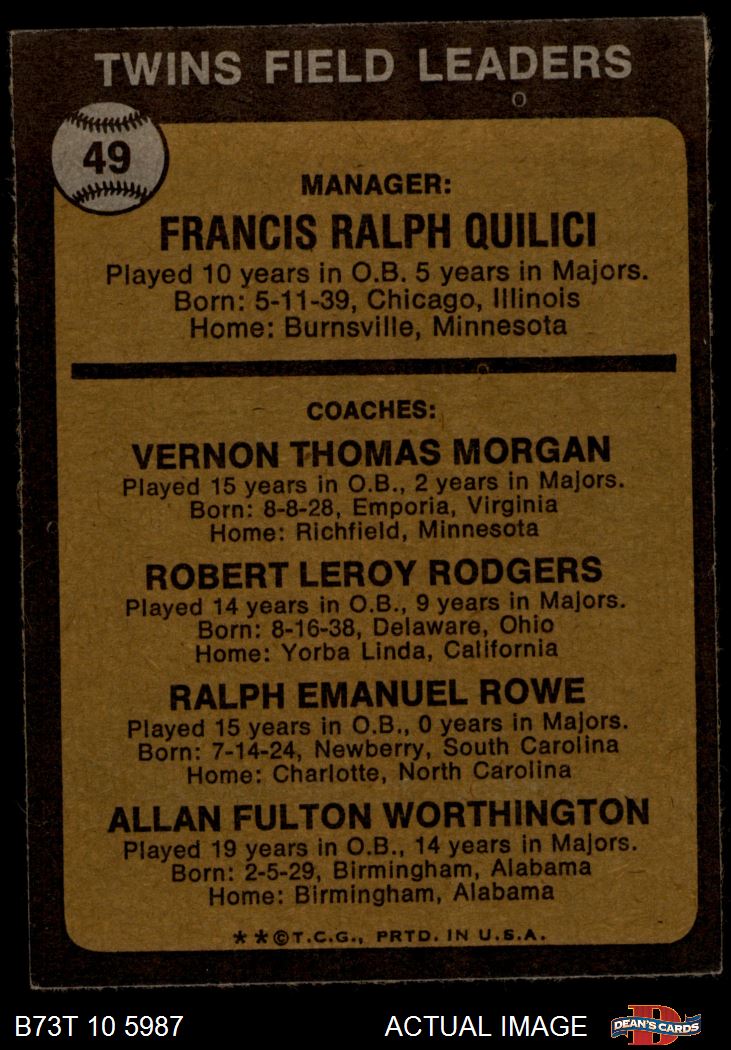 TWINS FIELD LEADERS
49
MANAGER:
FRANCIS RALPH QUILICI
Played 10 years in O.B. 5 years in Majors.
Born: 5-11-39, Chicago, Illinois
Home: Burnsville, Minnesota
COACHES:
VERNON THOMAS MORGAN
Played 15 years in O.B., 2 years in Majors.
Born: 8-8-28, Emporia, Virginia
Home: Richfield, Minnesota
ROBERT LEROY RODGERS
Played 14 years in O.B., 9 years in Majors.
Born: 8-16-38, Delaware, Ohio
Home: Yorba Linda, California
RALPH EMANUEL ROWE
Played 15 years in O.B., 0 years in Majors.
Born: 7-14-24, Newberry, South Carolina
Home: Charlotte, North Carolina
ALLAN FULTON WORTHINGTON
Played 19 years in O.B., 14 years in Majors.
Born: 2-5-29, Birmingham, Alabama
Home: Birmingham, Alabama
**©T.C.G., PRTD. IN U.S.A.
B73T 10 5987 ACTUAL IMAGE D DEAN'S CARDS